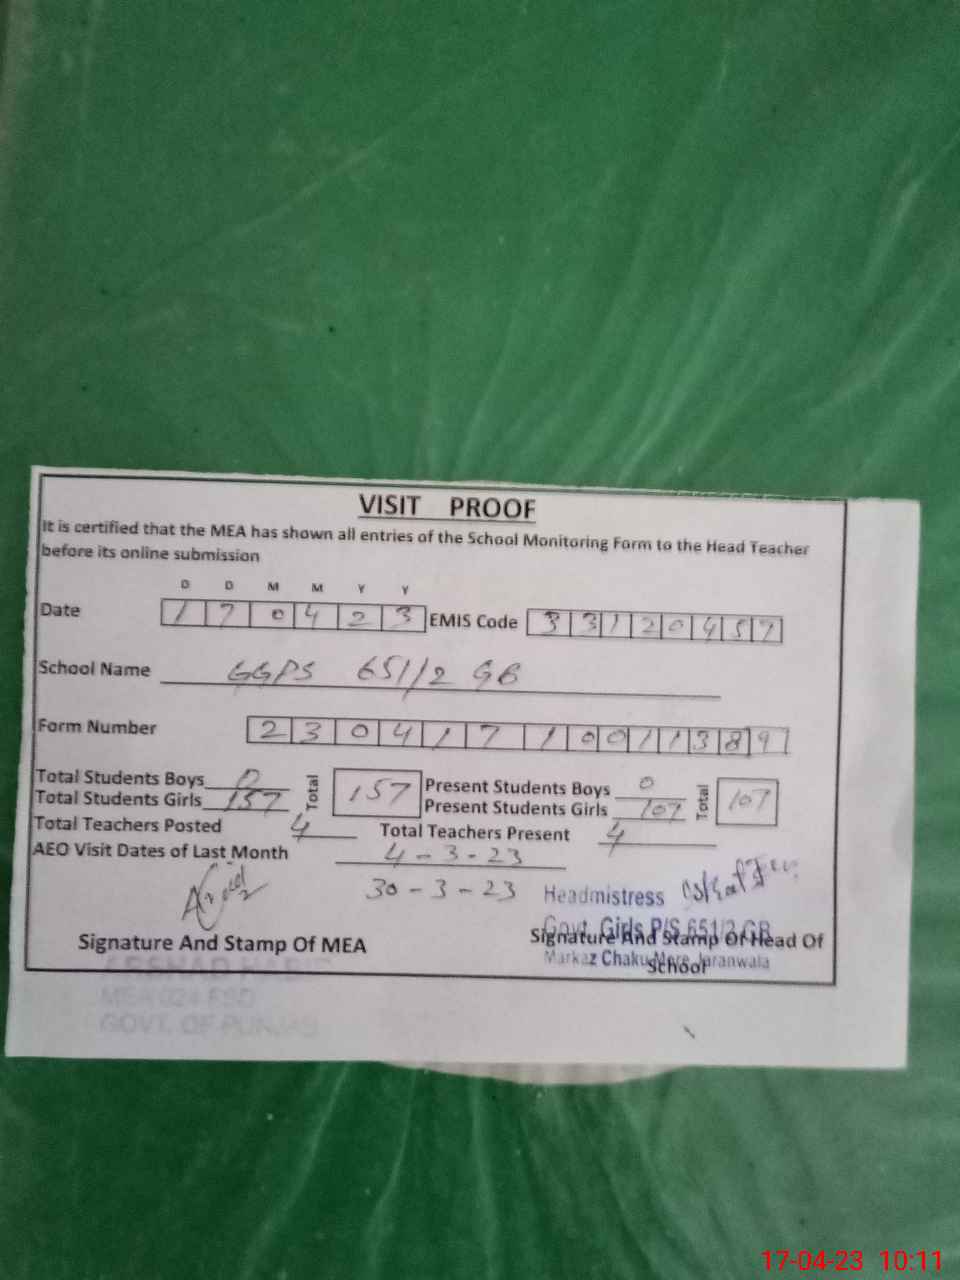 VISIT PROOF
It is certified that the MEA has shown all entries of the School Monitoring Form to the Head Teacher
before its online submission
D D M M Y Y
Date 1 7 0 4 2 3 EMIS Code 3 3 1 2 0 4 5 7
School Name GGPS 651/2 GB
Form Number 2 3 0 4 1 7 1 0 0 1 1 3 8 9
Total Students Boys 0 Total 157 Present Students Boys 0 Total 107
Total Students Girls 157 Present Students Girls 107
Total Teachers Posted 4 Total Teachers Present 4
AEO Visit Dates of Last Month 4-3-23
30-3-23
Headmistress
Govt. Girls P/S 651/2 GB
Signature And Stamp Of MEA Signature And Stamp Of Head Of
School
Markaz Chaku More Jaranwala
MEA 024 FSD
GOVT. OF PUNJAB
17-04-23 10:11